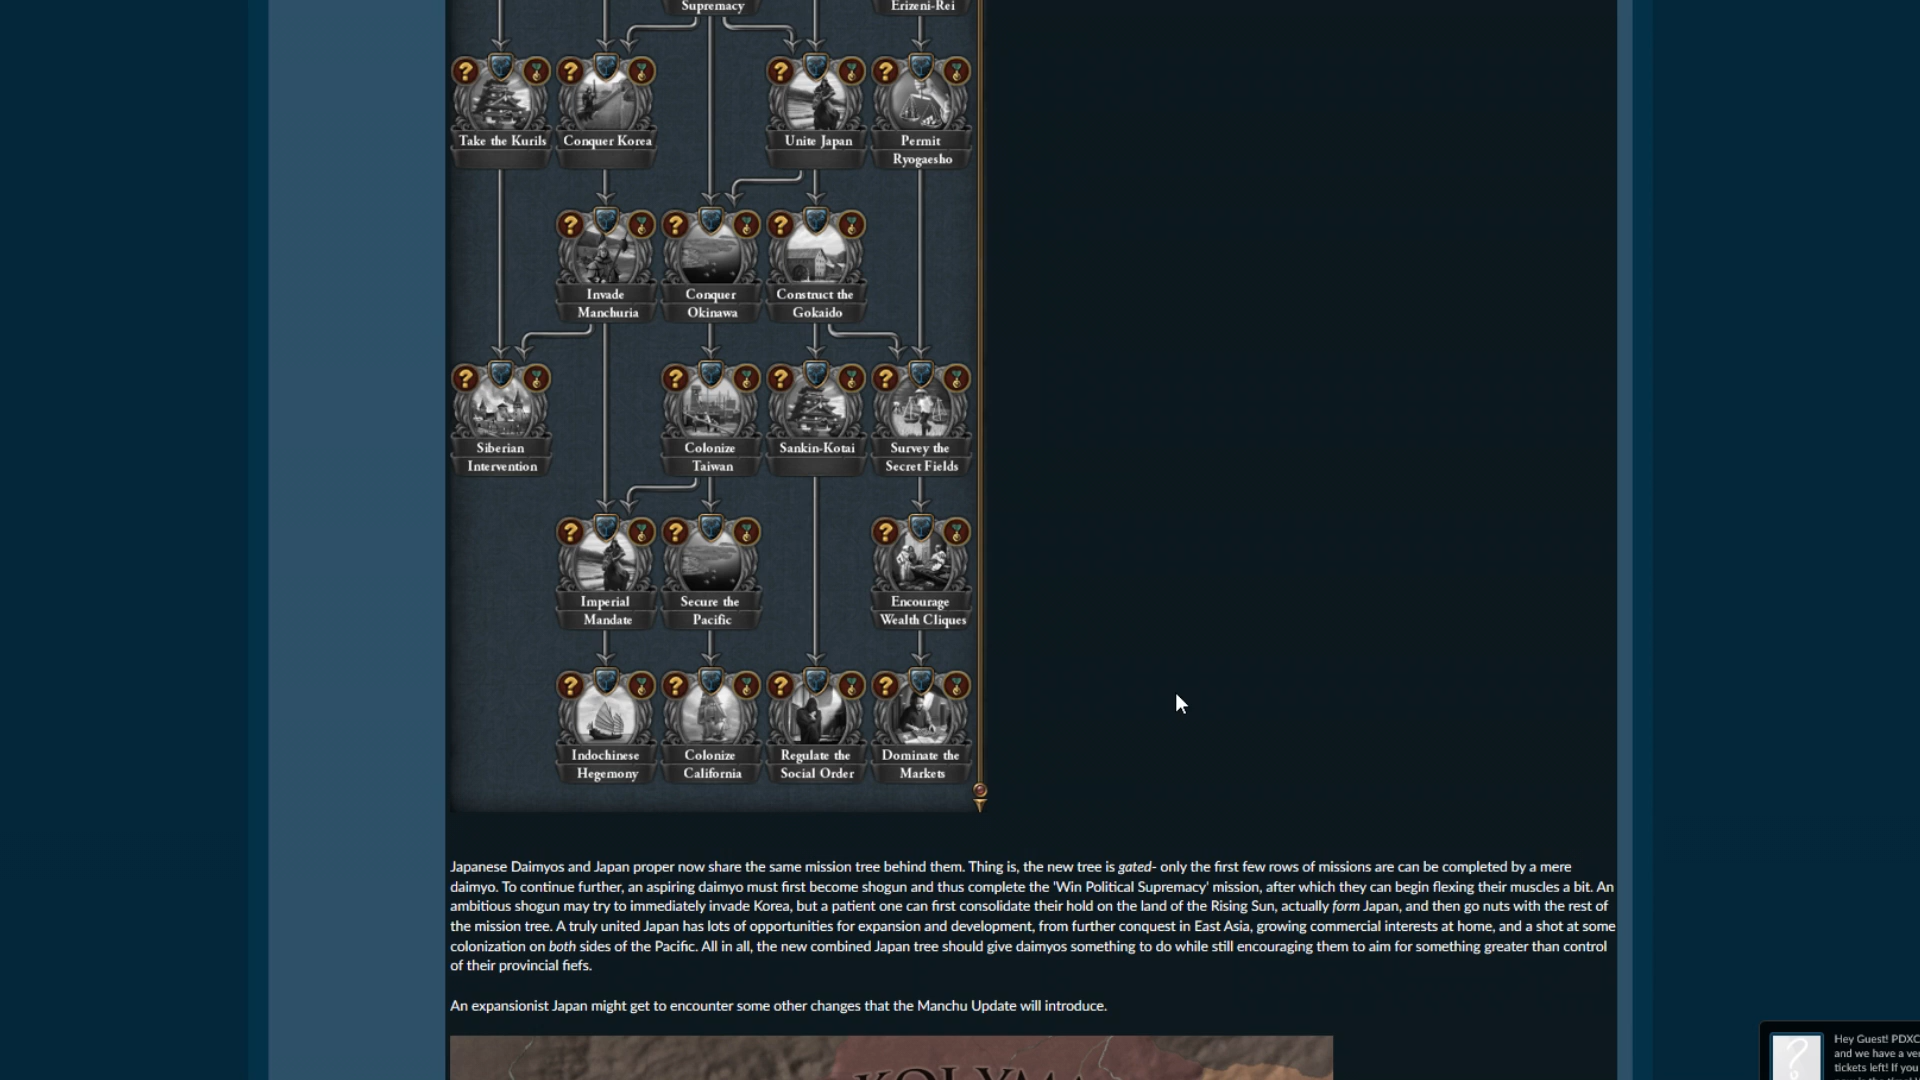 Supremacy
Erizeni-Rei
Take the Kurils
Conquer Korea
Unite Japan
Permit
Ryogaesho
Invade
Manchuria
Conquer
Okinawa
Construct the
Gokaido
Siberian
Intervention
Colonize
Taiwan
Sankin-Kotai
Survey the
Secret Fields
Imperial
Mandate
Secure the
Pacific
Encourage
Wealth Cliques
Indochinese
Hegemony
Colonize
California
Regulate the
Social Order
Dominate the
Markets
Japanese Daimyos and Japan proper now share the same mission tree behind them. Thing is, the new tree is gated- only the first few rows of missions are can be completed by a mere
daimyo. To continue further, an aspiring daimyo must first become shogun and thus complete the 'Win Political Supremacy' mission, after which they can begin flexing their muscles a bit. An
ambitious shogun may try to immediately invade Korea, but a patient one can first consolidate their hold on the land of the Rising Sun, actually form Japan, and then go nuts with the rest of
the mission tree. A truly united Japan has lots of opportunities for expansion and development, from further conquest in East Asia, growing commercial interests at home, and a shot at some
colonization on both sides of the Pacific. All in all, the new combined Japan tree should give daimyos something to do while still encouraging them to aim for something greater than control
of their provincial fiefs.
An expansionist Japan might get to encounter some other changes that the Manchu Update will introduce.
KOLYMA
Hey Guest! PDXC
and we have a ve
tickets left! If you